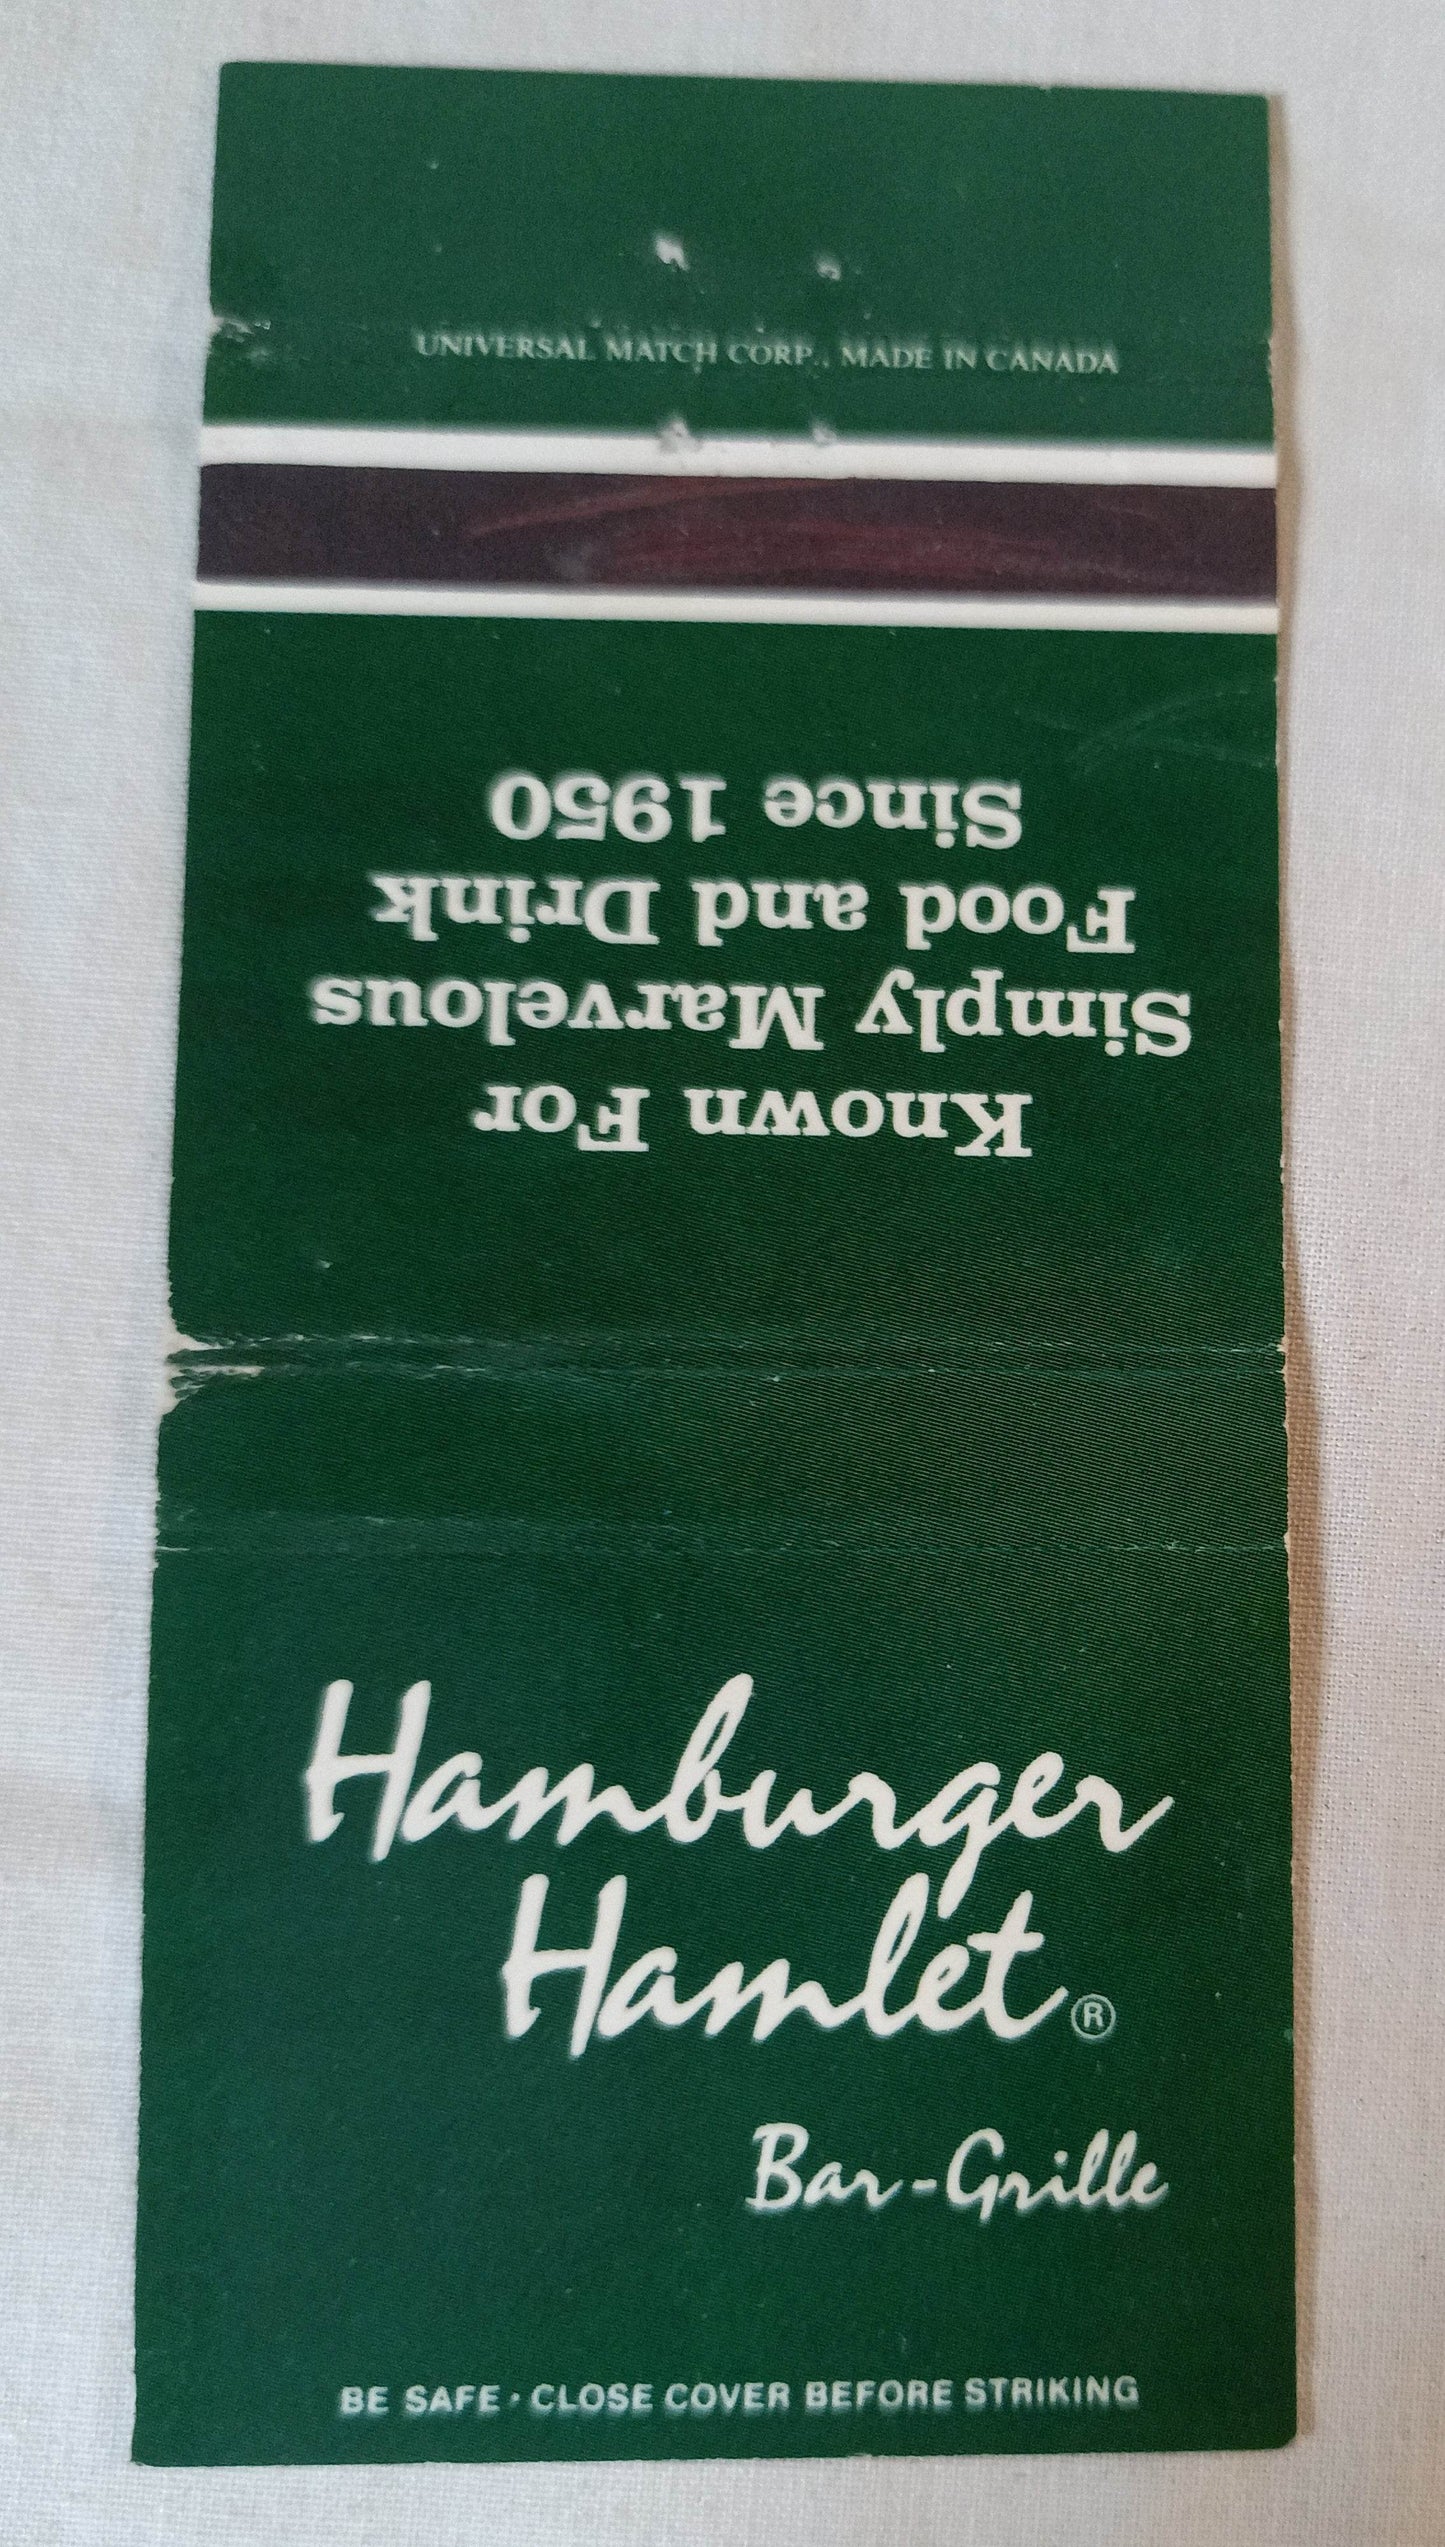 UNIVERSAL MATCH CORP., MADE IN CANADA
Known For
Simply Marvelous
Food and Drink
Since 1950
Hamburger
Hamlet®
Bar-Grille
BE SAFE · CLOSE COVER BEFORE STRIKING